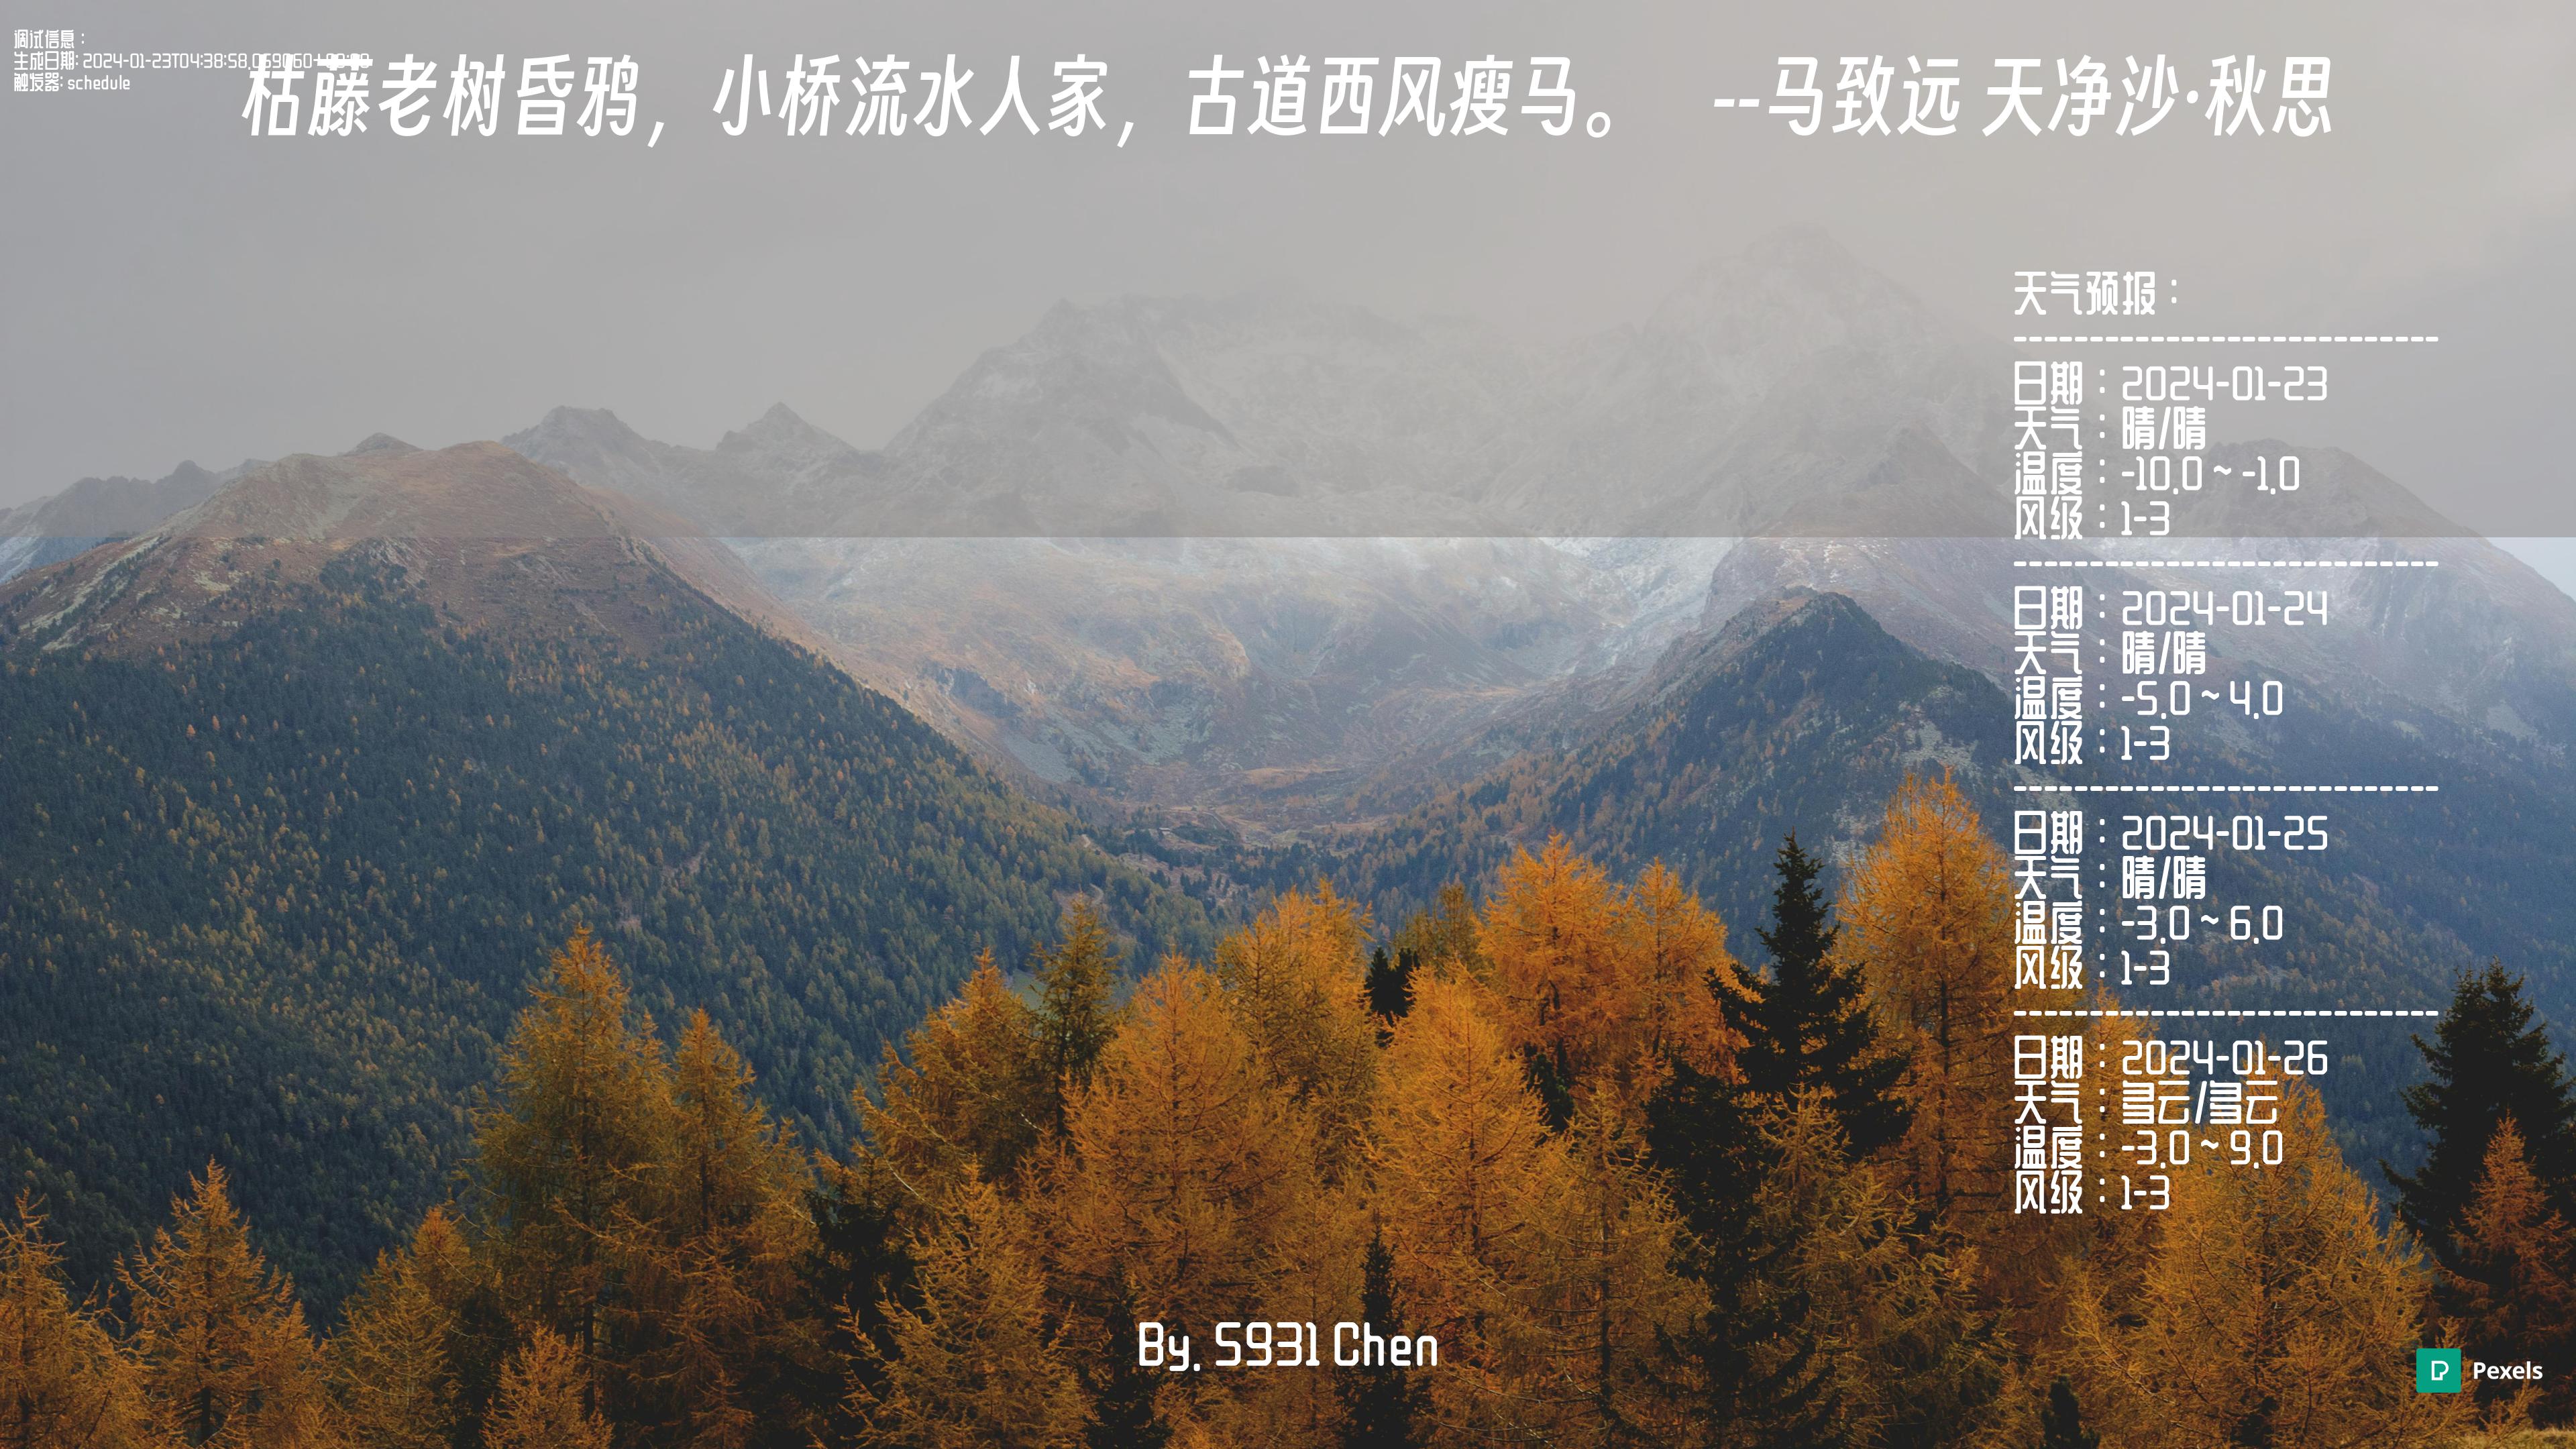 调试信息：
生成日期: 2024-01-23T04:38:58.069060+08:00
触发器: schedule
枯藤老树昏鸦，小桥流水人家，古道西风瘦马。 --马致远 天净沙·秋思
天气预报：
----------------------------
日期：2024-01-23
天气：晴/晴
温度：-10.0 ~ -1.0
风级：1-3
----------------------------
日期：2024-01-24
天气：晴/晴
温度：-5.0 ~ 4.0
风级：1-3
----------------------------
日期：2024-01-25
天气：晴/晴
温度：-3.0 ~ 6.0
风级：1-3
----------------------------
日期：2024-01-26
天气：多云/多云
温度：-3.0 ~ 9.0
风级：1-3
By. S931 Chen
Pexels